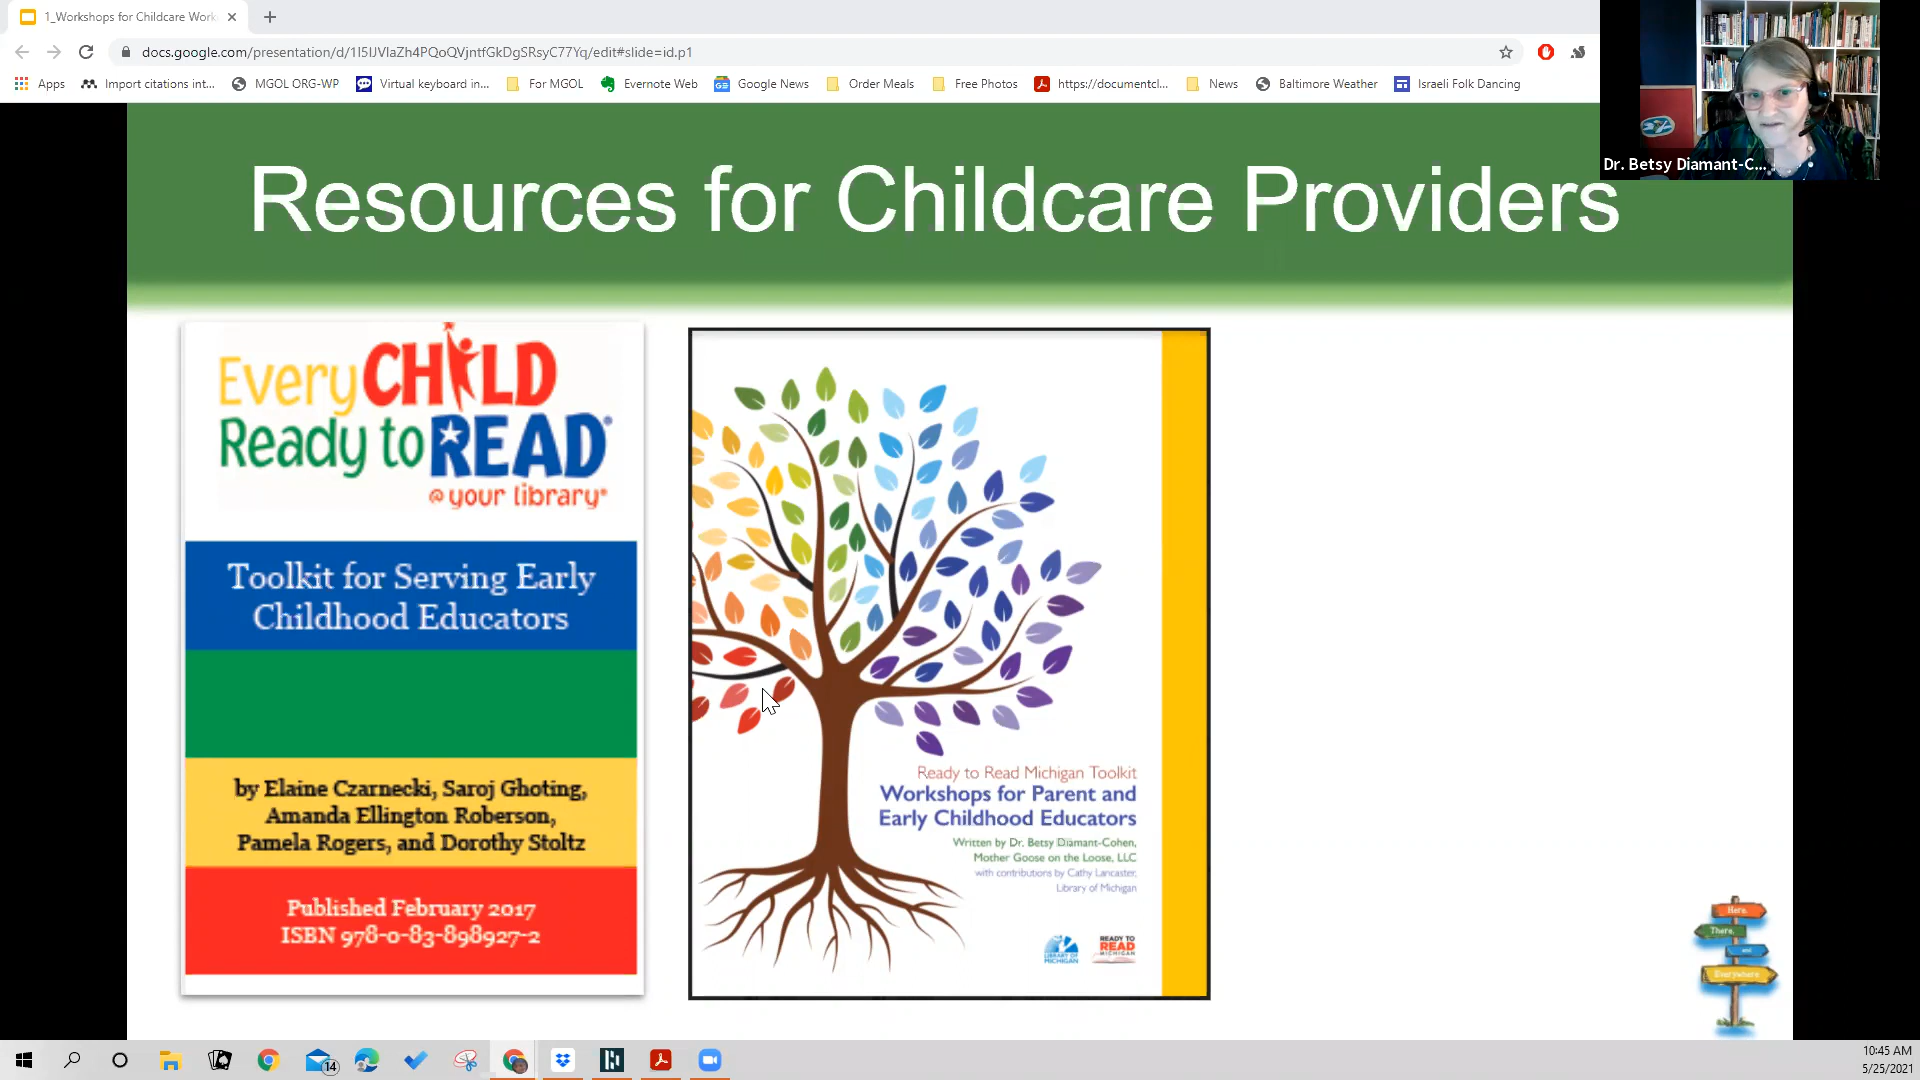 1_Workshops for Childcare Work
docs.google.com/presentation/d/1I5IJVlaZh4PQoQVjntfGkDgSRsyC77Yq/edit#slide=id.p1
Apps
Import citations int...
MGOL ORG-WP
Virtual keyboard in...
For MGOL
Evernote Web
Google News
Order Meals
Free Photos
https://documentcl...
News
Baltimore Weather
Israeli Folk Dancing
Dr. Betsy Diamant-C...
Resources for Childcare Providers
Every CHILD
Ready to READ®
@ your library®
Toolkit for Serving Early
Childhood Educators
by Elaine Czarnecki, Saroj Ghoting,
Amanda Ellington Roberson,
Pamela Rogers, and Dorothy Stoltz
Published February 2017
ISBN 978-0-83-898927-2
Ready to Read Michigan Toolkit
Workshops for Parent and
Early Childhood Educators
Written by Dr. Betsy Diamant-Cohen,
Mother Goose on the Loose, LLC
with contributions by Cathy Lancaster,
Library of Michigan
LIBRARY OF
MICHIGAN
READY TO
READ
MICHIGAN
Here,
There,
and
Everywhere
14
10:45 AM
5/25/2021